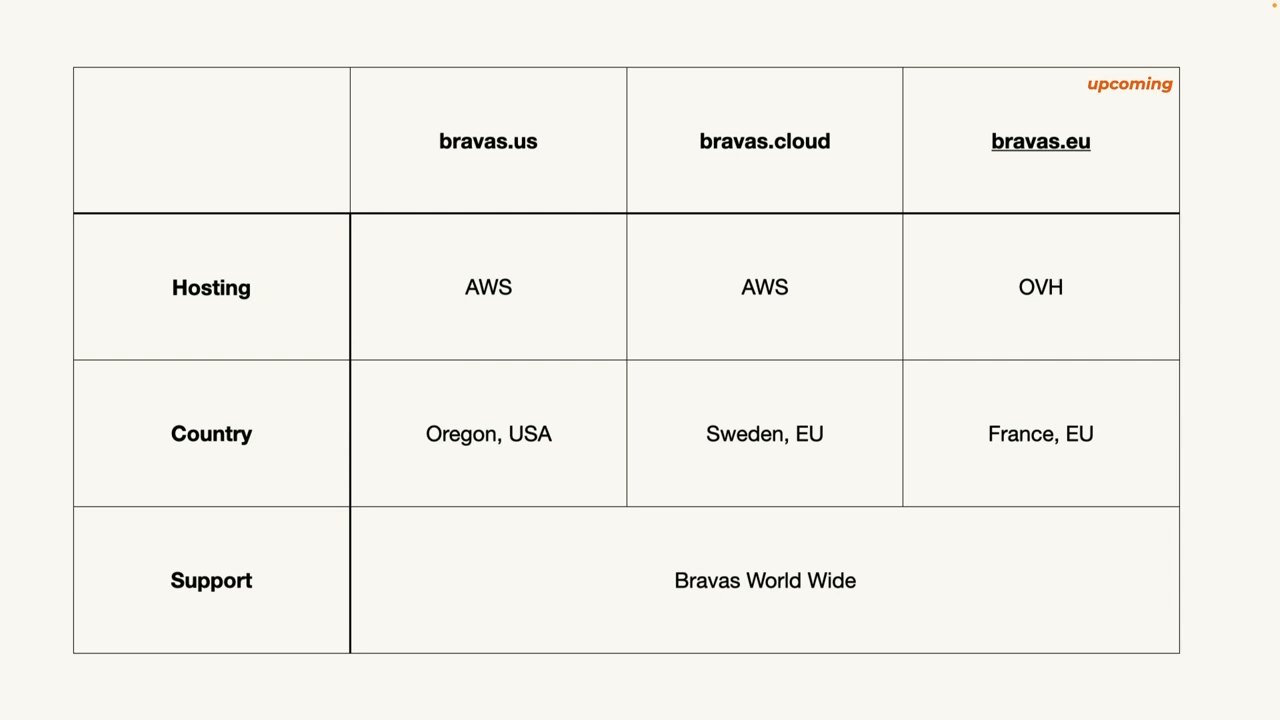 upcoming
bravas.us
bravas.cloud
bravas.eu
Hosting
AWS
AWS
OVH
Country
Oregon, USA
Sweden, EU
France, EU
Support
Bravas World Wide